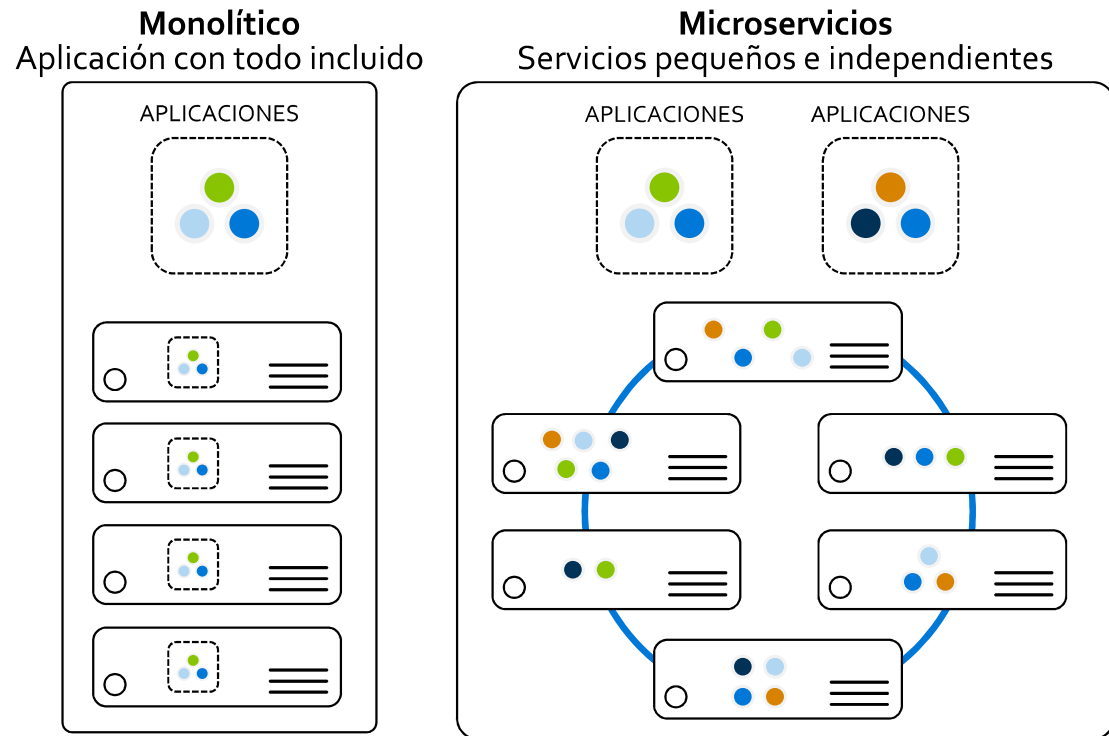 Monolítico
Aplicación con todo incluido
APLICACIONES
Microservicios
Servicios pequeños e independientes
APLICACIONES
APLICACIONES